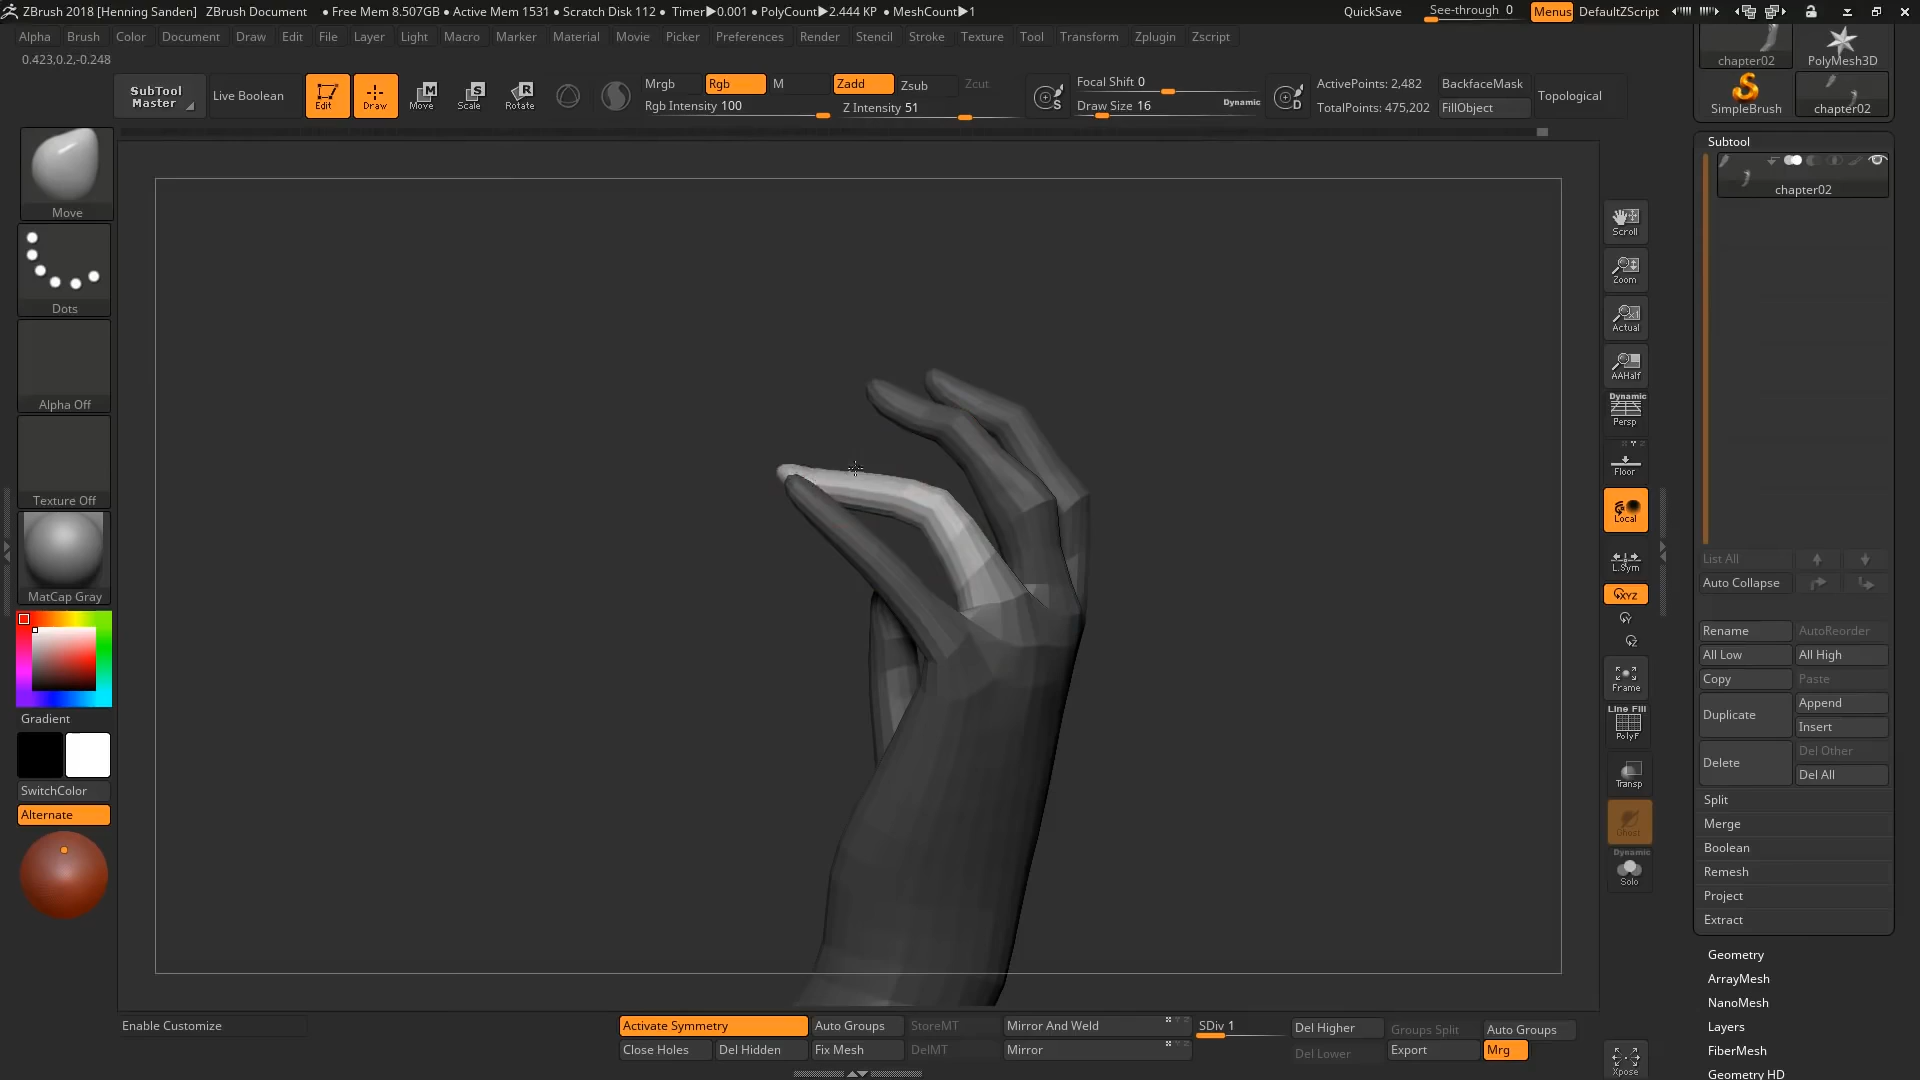 ZBrush 2018 [Henning Sanden] ZBrush Document • Free Mem 8.507GB • Active Mem 1531 • Scratch Disk 112 • Timer▶0.001 • PolyCount▶2.444 KP • MeshCount▶1 QuickSave See-through 0 Menus DefaultZScript
Alpha Brush Color Document Draw Edit File Layer Light Macro Marker Material Movie Picker Preferences Render Stencil Stroke Texture Tool Transform Zplugin Zscript
0.423,0.2,-0.248
SubTool Master
Live Boolean
Edit Draw Move Scale Rotate
Mrgb Rgb M Zadd Zsub Zcut
Rgb Intensity 100 Z Intensity 51
Focal Shift 0
Draw Size 16 Dynamic
S D
ActivePoints: 2,482 BackfaceMask
TotalPoints: 475,202 FillObject
Topological
chapter02 PolyMesh3D
SimpleBrush chapter02
Move
Dots
Alpha Off
Texture Off
MatCap Gray
Gradient
SwitchColor
Alternate
Scroll
Zoom
Actual
AAHalf
Dynamic
Persp
Floor
Local
L.Sym
XYZ
Frame
Line Fill
PolyF
Transp
Ghost
Dynamic
Solo
Xpose
Subtool
chapter02
List All
Auto Collapse
Rename AutoReorder
All Low All High
Copy Paste
Duplicate Append
Insert
Delete Del Other
Del All
Split
Merge
Boolean
Remesh
Project
Extract
Geometry
ArrayMesh
NanoMesh
Layers
FiberMesh
Geometry HD
Enable Customize
Activate Symmetry Auto Groups StoreMT Mirror And Weld SDiv 1 Del Higher Groups Split Auto Groups
Close Holes Del Hidden Fix Mesh DelMT Mirror Del Lower Export Mrg